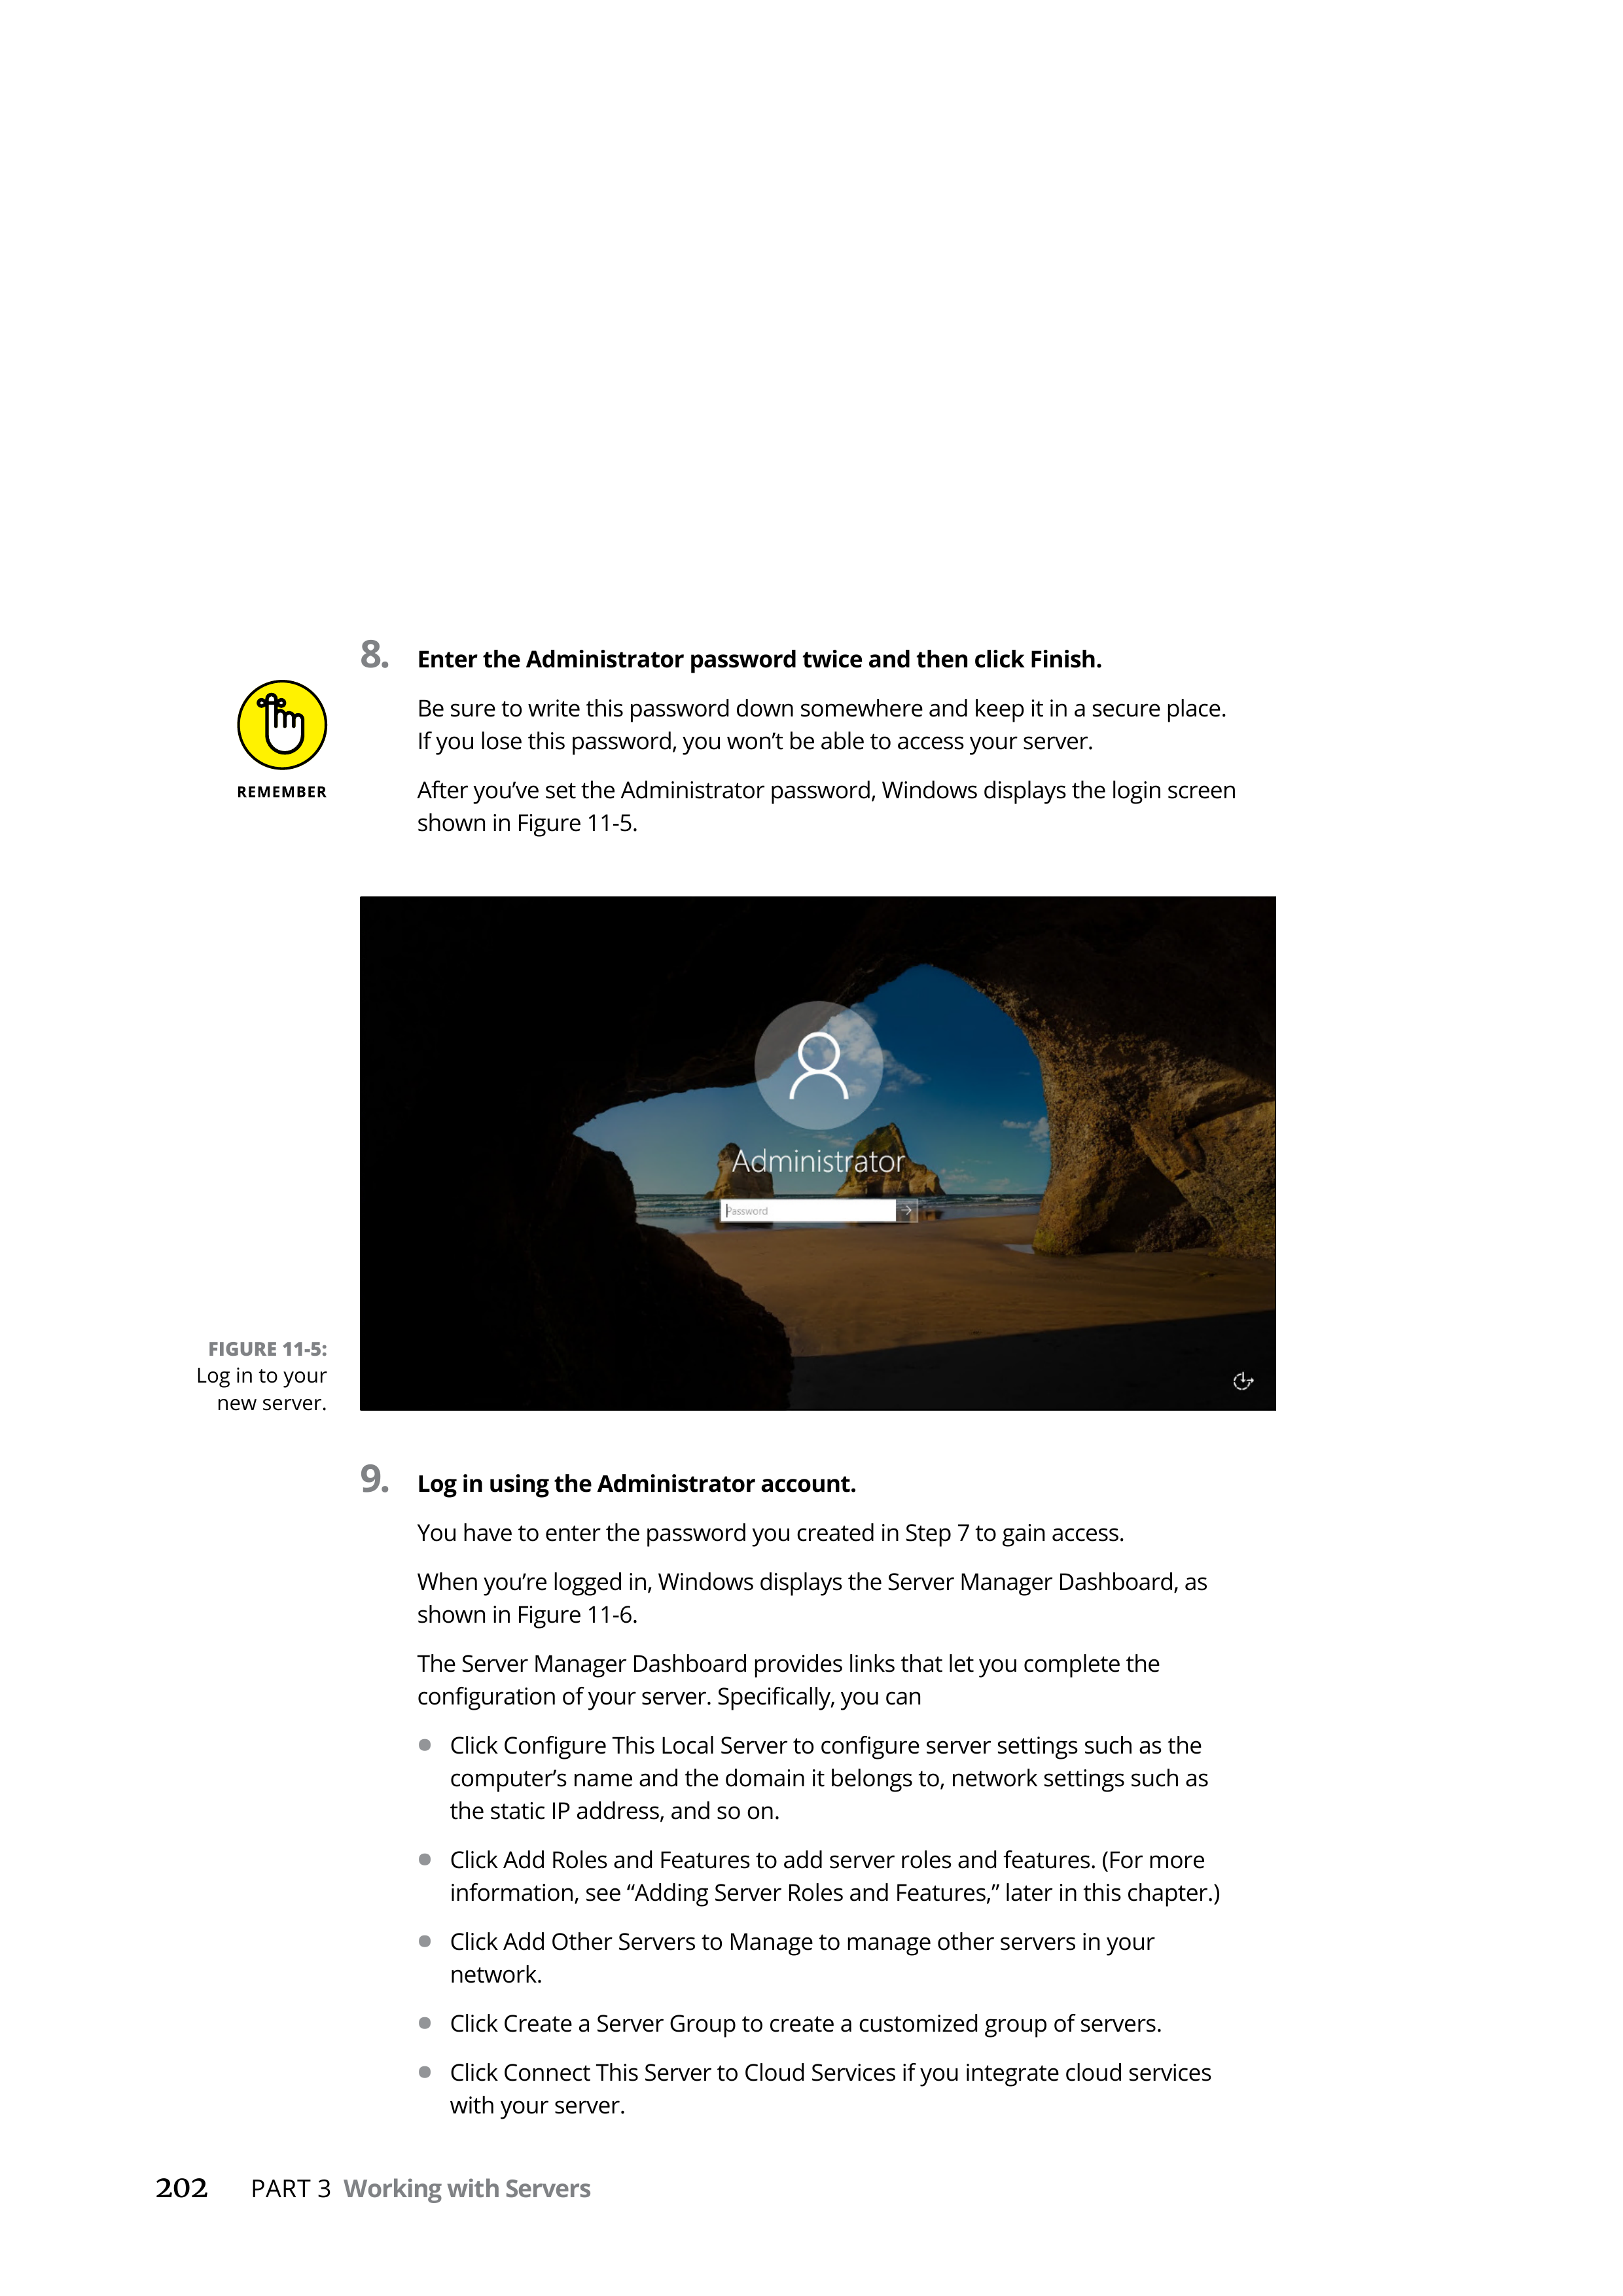 8. Enter the Administrator password twice and then click Finish.
Be sure to write this password down somewhere and keep it in a secure place.
If you lose this password, you won’t be able to access your server.
REMEMBER
After you’ve set the Administrator password, Windows displays the login screen
shown in Figure 11-5.
Administrator
Password
FIGURE 11-5:
Log in to your
new server.
9. Log in using the Administrator account.
You have to enter the password you created in Step 7 to gain access.
When you’re logged in, Windows displays the Server Manager Dashboard, as
shown in Figure 11-6.
The Server Manager Dashboard provides links that let you complete the
configuration of your server. Specifically, you can
• Click Configure This Local Server to configure server settings such as the
computer’s name and the domain it belongs to, network settings such as
the static IP address, and so on.
• Click Add Roles and Features to add server roles and features. (For more
information, see “Adding Server Roles and Features,” later in this chapter.)
• Click Add Other Servers to Manage to manage other servers in your
network.
• Click Create a Server Group to create a customized group of servers.
• Click Connect This Server to Cloud Services if you integrate cloud services
with your server.
202 PART 3 Working with Servers